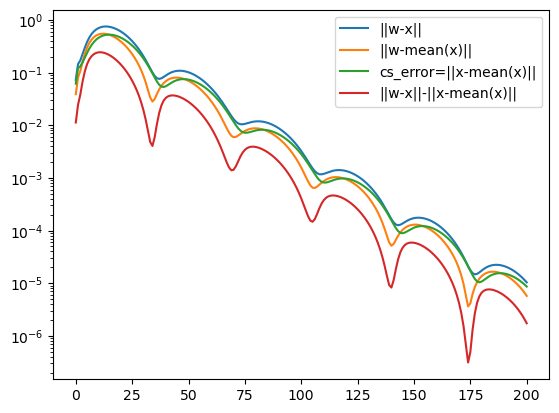 ||w-x||
||w-mean(x)||
cs_error=||x-mean(x)||
||w-x||-||x-mean(x)||
10⁰
10⁻¹
10⁻²
10⁻³
10⁻⁴
10⁻⁵
10⁻⁶
0 25 50 75 100 125 150 175 200